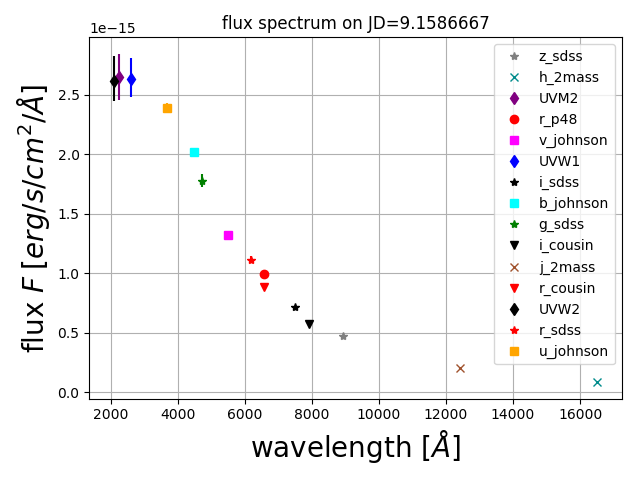 flux spectrum on JD=9.1586667
1e−15
flux F [erg/s/cm²/Å]
2.5
2.0
1.5
1.0
0.5
0.0
2000 4000 6000 8000 10000 12000 14000 16000
wavelength [Å]
z_sdss
h_2mass
UVM2
r_p48
v_johnson
UVW1
i_sdss
b_johnson
g_sdss
i_cousin
j_2mass
r_cousin
UVW2
r_sdss
u_johnson